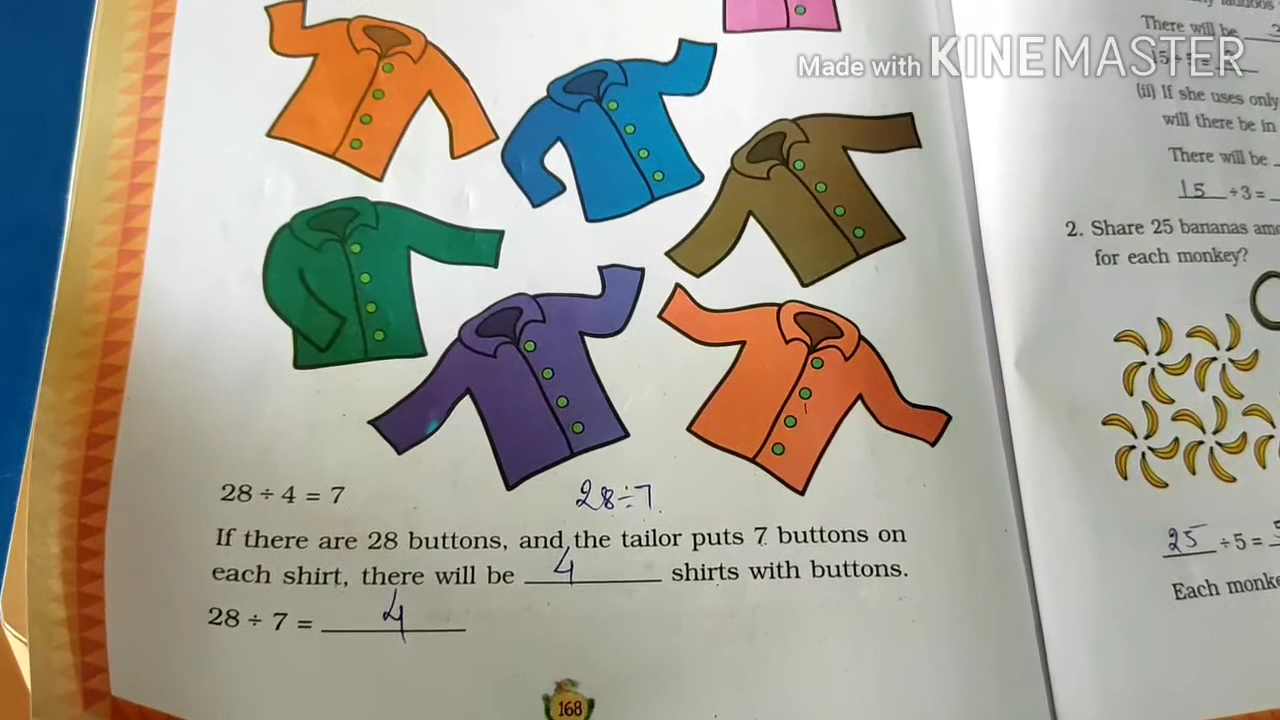 Made with KINEMASTER
28 ÷ 4 = 7
28÷7
If there are 28 buttons, and the tailor puts 7 buttons on
each shirt, there will be 4 shirts with buttons.
28 ÷ 7 = 4
168
There will be 3
15 ÷
(ii) If she uses only
will there be in
There will be
15 ÷ 3 =
2. Share 25 bananas
for each monkey?
25 ÷ 5 = 5
Each